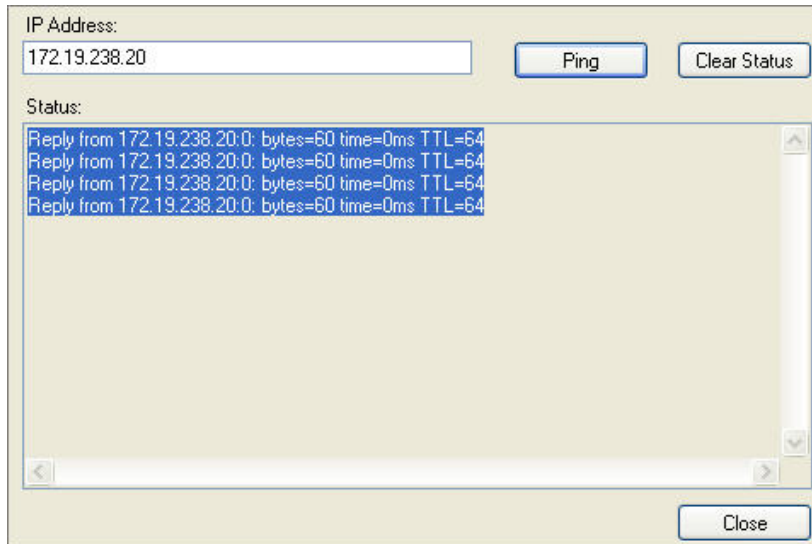 IP Address:
172.19.238.20
Ping
Clear Status
Status:
Reply from 172.19.238.20:0: bytes=60 time=0ms TTL=64
Reply from 172.19.238.20:0: bytes=60 time=0ms TTL=64
Reply from 172.19.238.20:0: bytes=60 time=0ms TTL=64
Reply from 172.19.238.20:0: bytes=60 time=0ms TTL=64
Close